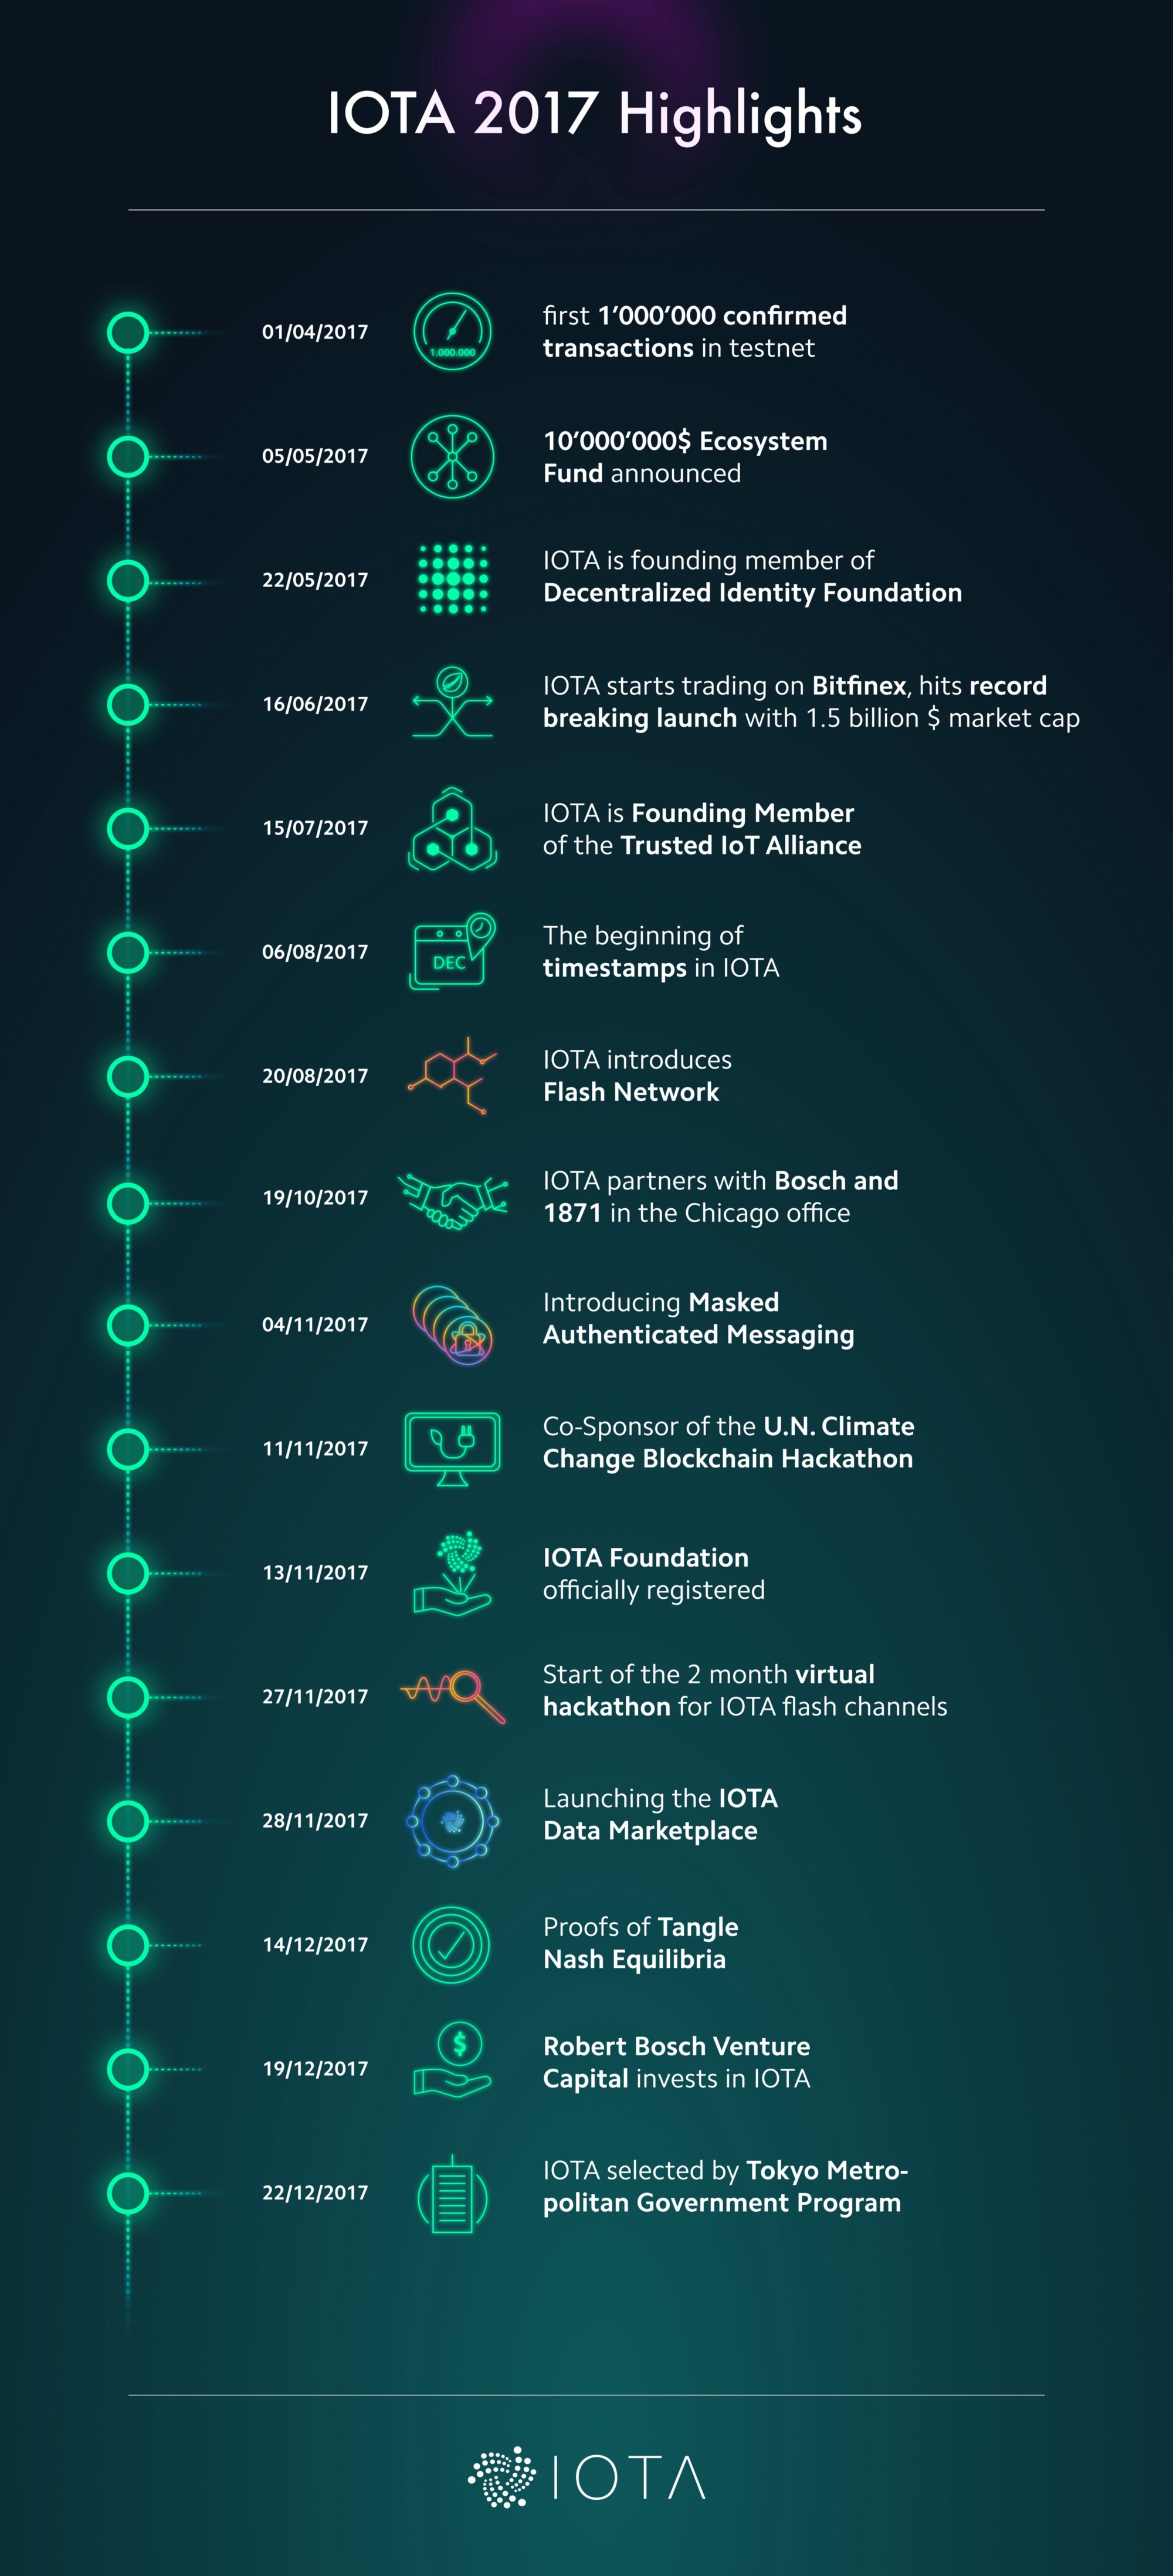 IOTA 2017 Highlights
01/04/2017
1.000.000
first 1’000’000 confirmed
transactions in testnet
05/05/2017
10’000’000$ Ecosystem
Fund announced
22/05/2017
IOTA is founding member of
Decentralized Identity Foundation
16/06/2017
IOTA starts trading on Bitfinex, hits record
breaking launch with 1.5 billion $ market cap
15/07/2017
IOTA is Founding Member
of the Trusted IoT Alliance
06/08/2017
DEC
The beginning of
timestamps in IOTA
20/08/2017
IOTA introduces
Flash Network
19/10/2017
IOTA partners with Bosch and
1871 in the Chicago office
04/11/2017
Introducing Masked
Authenticated Messaging
11/11/2017
Co-Sponsor of the U.N. Climate
Change Blockchain Hackathon
13/11/2017
IOTA Foundation
officially registered
27/11/2017
Start of the 2 month virtual
hackathon for IOTA flash channels
28/11/2017
Launching the IOTA
Data Marketplace
14/12/2017
Proofs of Tangle
Nash Equilibria
19/12/2017
$
Robert Bosch Venture
Capital invests in IOTA
22/12/2017
IOTA selected by Tokyo Metro-
politan Government Program
IOTA